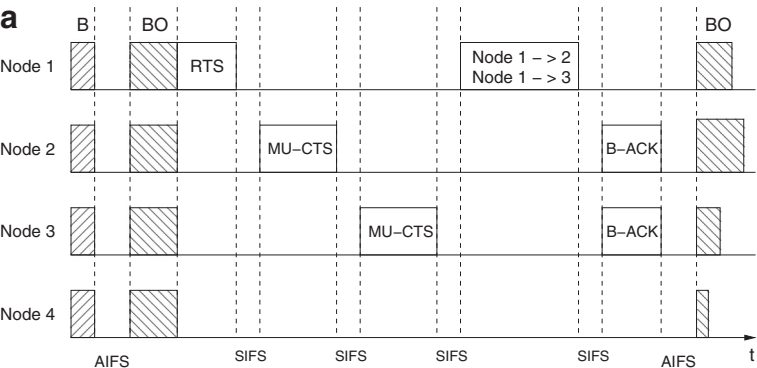 a
B BO BO
Node 1 RTS Node 1 – > 2
Node 1 – > 3
Node 2 MU–CTS B–ACK
Node 3 MU–CTS B–ACK
Node 4
AIFS SIFS SIFS SIFS SIFS AIFS t